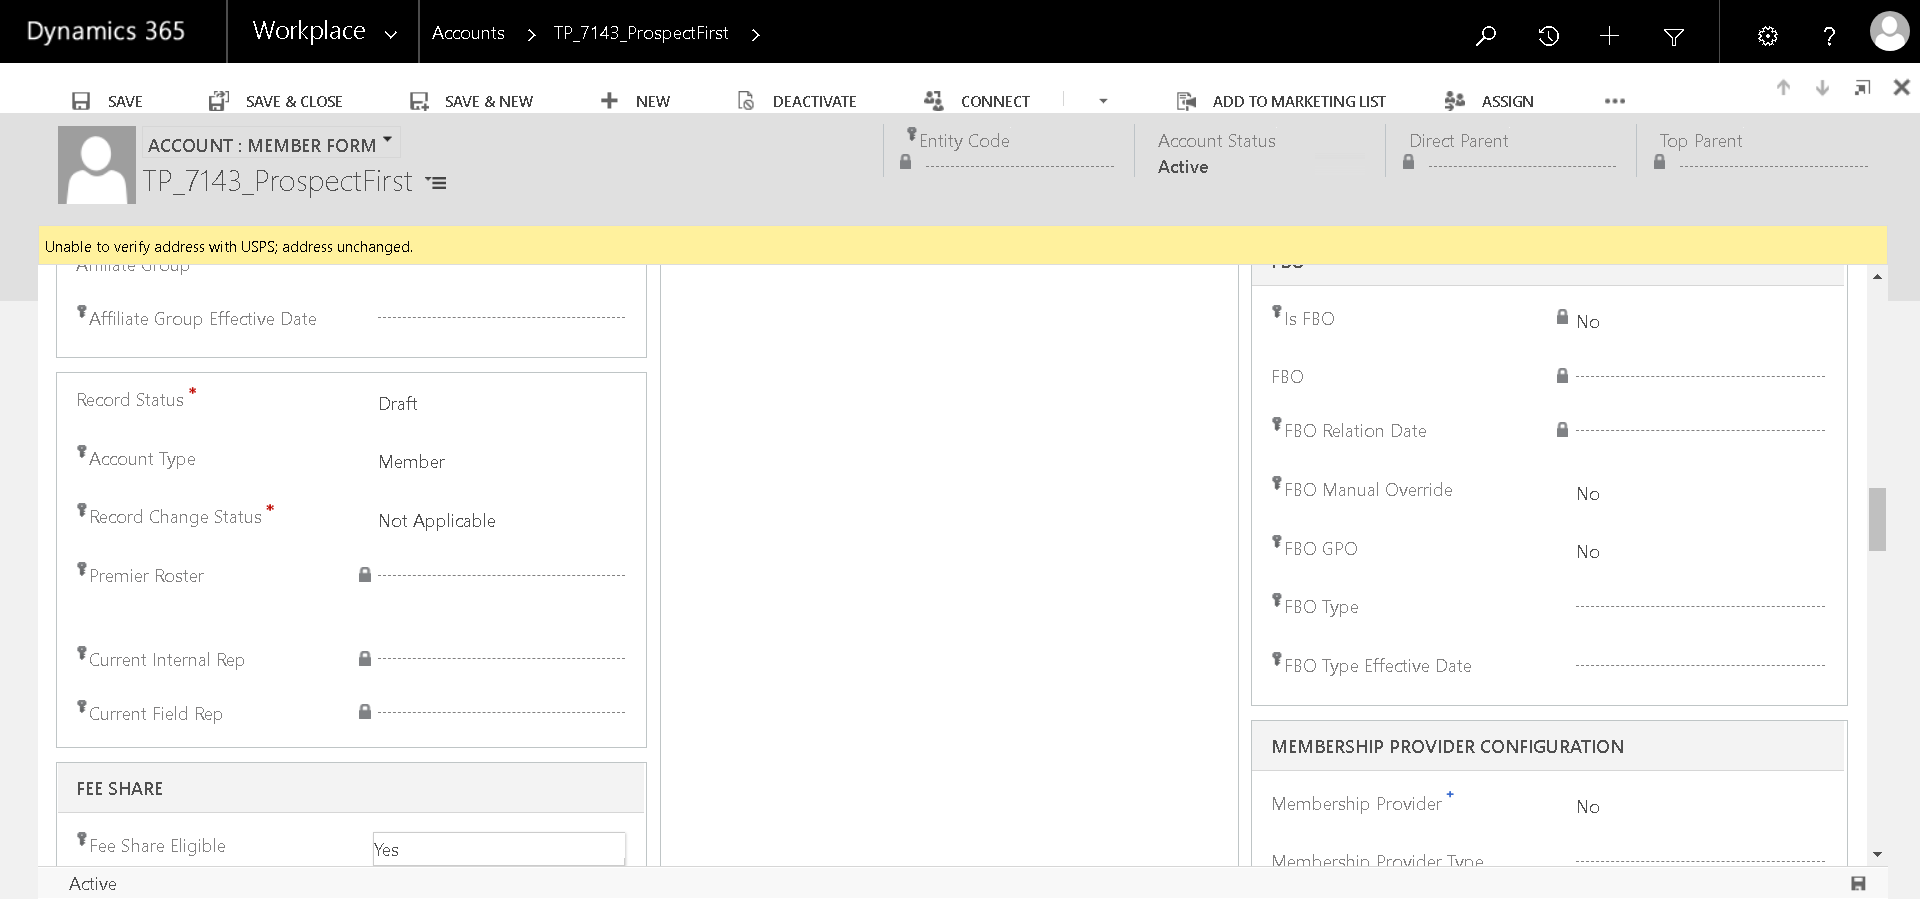 Dynamics 365
Workplace
Accounts
TP_7143_ProspectFirst
SAVE
SAVE & CLOSE
SAVE & NEW
NEW
DEACTIVATE
CONNECT
ADD TO MARKETING LIST
ASSIGN
ACCOUNT : MEMBER FORM
TP_7143_ProspectFirst
Entity Code
Account Status
Active
Direct Parent
Top Parent
Unable to verify address with USPS; address unchanged.
Affiliate Group
Affiliate Group Effective Date
Record Status *
Draft
Account Type
Member
Record Change Status *
Not Applicable
Premier Roster
Current Internal Rep
Current Field Rep
FEE SHARE
Fee Share Eligible
Yes
FBO
Is FBO
No
FBO
FBO Relation Date
FBO Manual Override
No
FBO GPO
No
FBO Type
FBO Type Effective Date
MEMBERSHIP PROVIDER CONFIGURATION
Membership Provider +
No
Membership Provider Type
Active